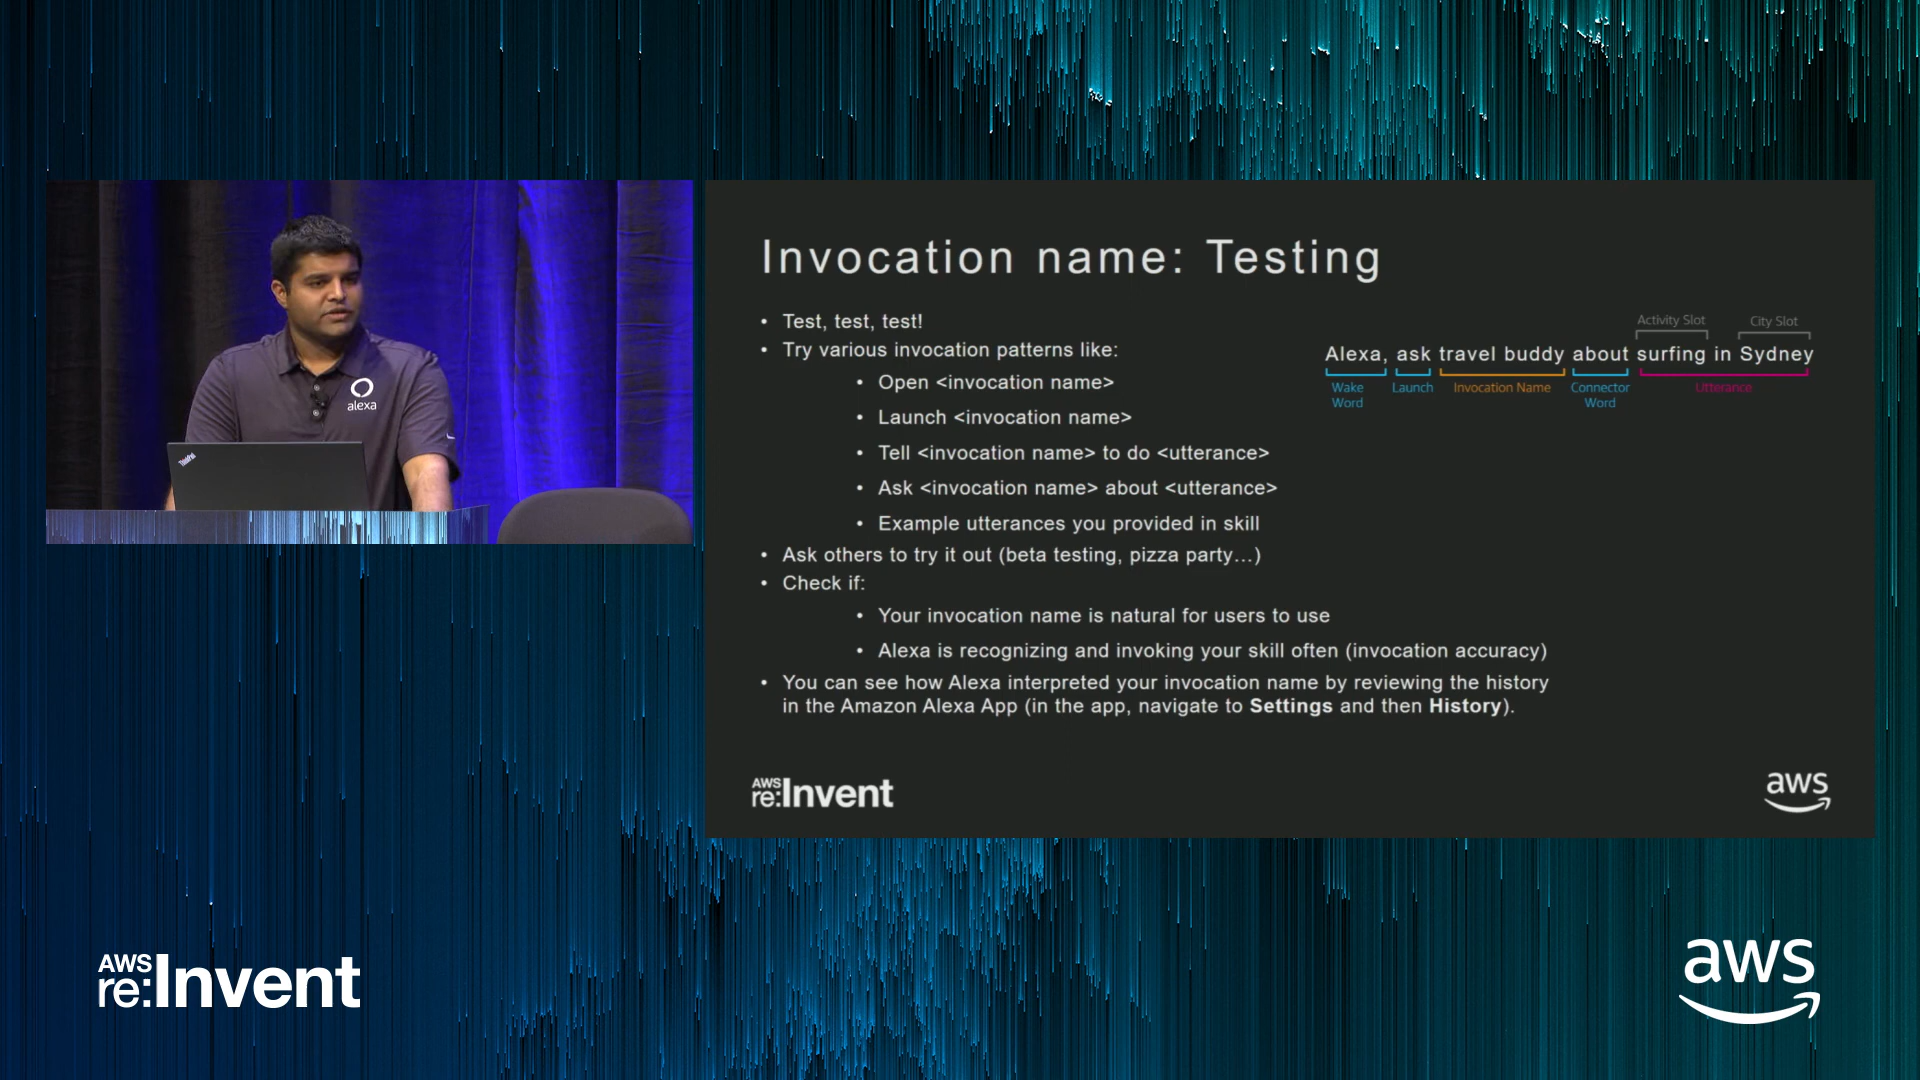 Invocation name: Testing
• Test, test, test!
• Try various invocation patterns like:
• Open <invocation name>
• Launch <invocation name>
• Tell <invocation name> to do <utterance>
• Ask <invocation name> about <utterance>
• Example utterances you provided in skill
• Ask others to try it out (beta testing, pizza party…)
• Check if:
• Your invocation name is natural for users to use
• Alexa is recognizing and invoking your skill often (invocation accuracy)
• You can see how Alexa interpreted your invocation name by reviewing the history
in the Amazon Alexa App (in the app, navigate to Settings and then History).
Activity Slot City Slot
Alexa, ask travel buddy about surfing in Sydney
Wake Launch Invocation Name Connector Utterance
Word Word
AWS
re:Invent
aws
alexa
ThinkPad
AWS
re:Invent
aws